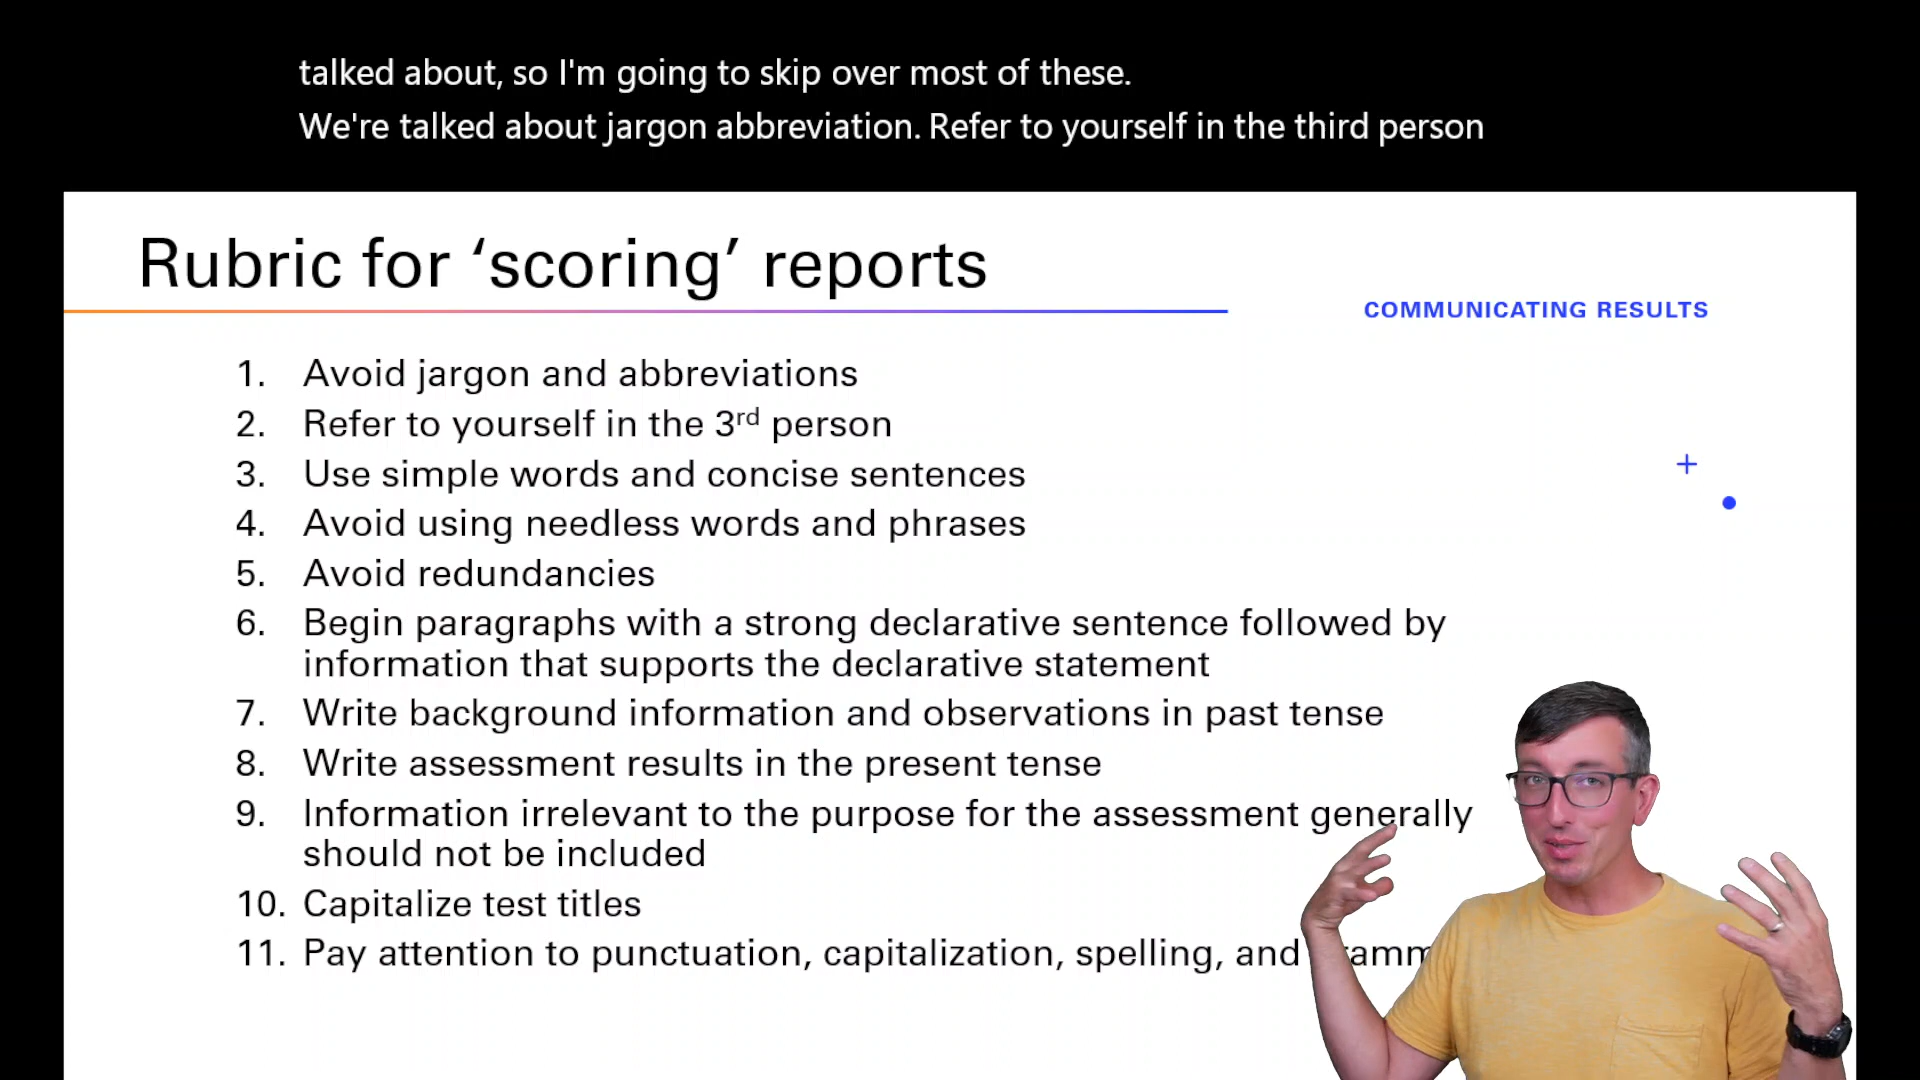 talked about, so I'm going to skip over most of these.
We're talked about jargon abbreviation. Refer to yourself in the third person
Rubric for ‘scoring’ reports
COMMUNICATING RESULTS
1. Avoid jargon and abbreviations
2. Refer to yourself in the 3rd person
3. Use simple words and concise sentences
4. Avoid using needless words and phrases
5. Avoid redundancies
6. Begin paragraphs with a strong declarative sentence followed by
information that supports the declarative statement
7. Write background information and observations in past tense
8. Write assessment results in the present tense
9. Information irrelevant to the purpose for the assessment generally
should not be included
10. Capitalize test titles
11. Pay attention to punctuation, capitalization, spelling, and